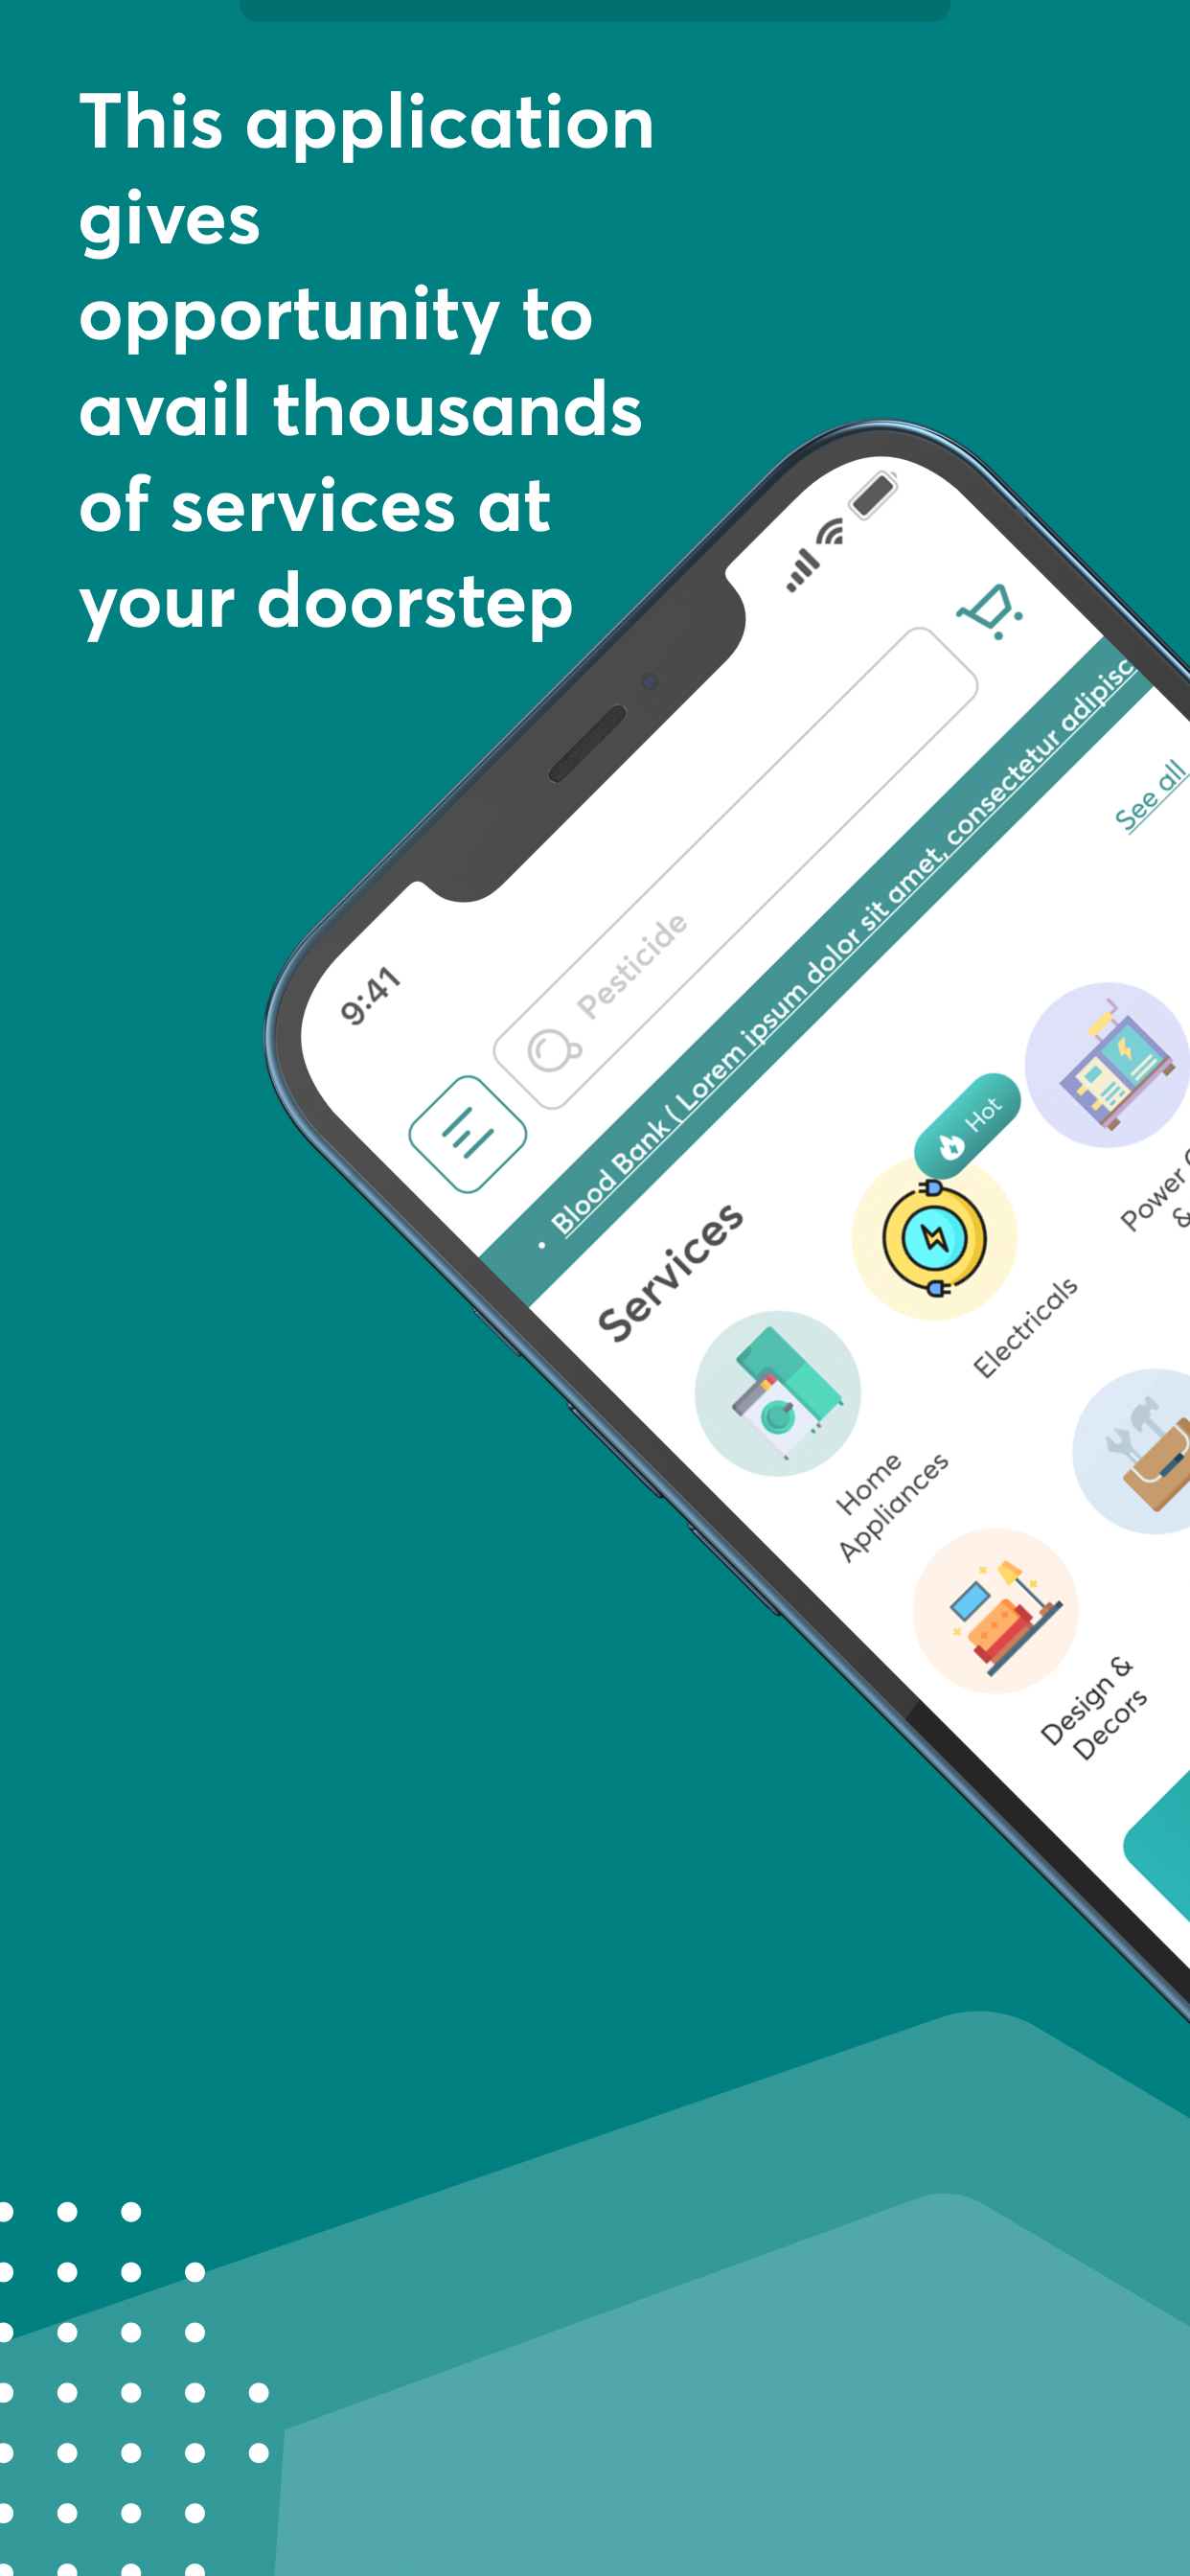 This application
gives
opportunity to
avail thousands
of services at
your doorstep
9:41
Pesticide
• Blood Bank ( Lorem ipsum dolor sit amet, consectetur adipisc
See all
Services
Hot
Home
Appliances
Electricals
Power
&
Design &
Decors